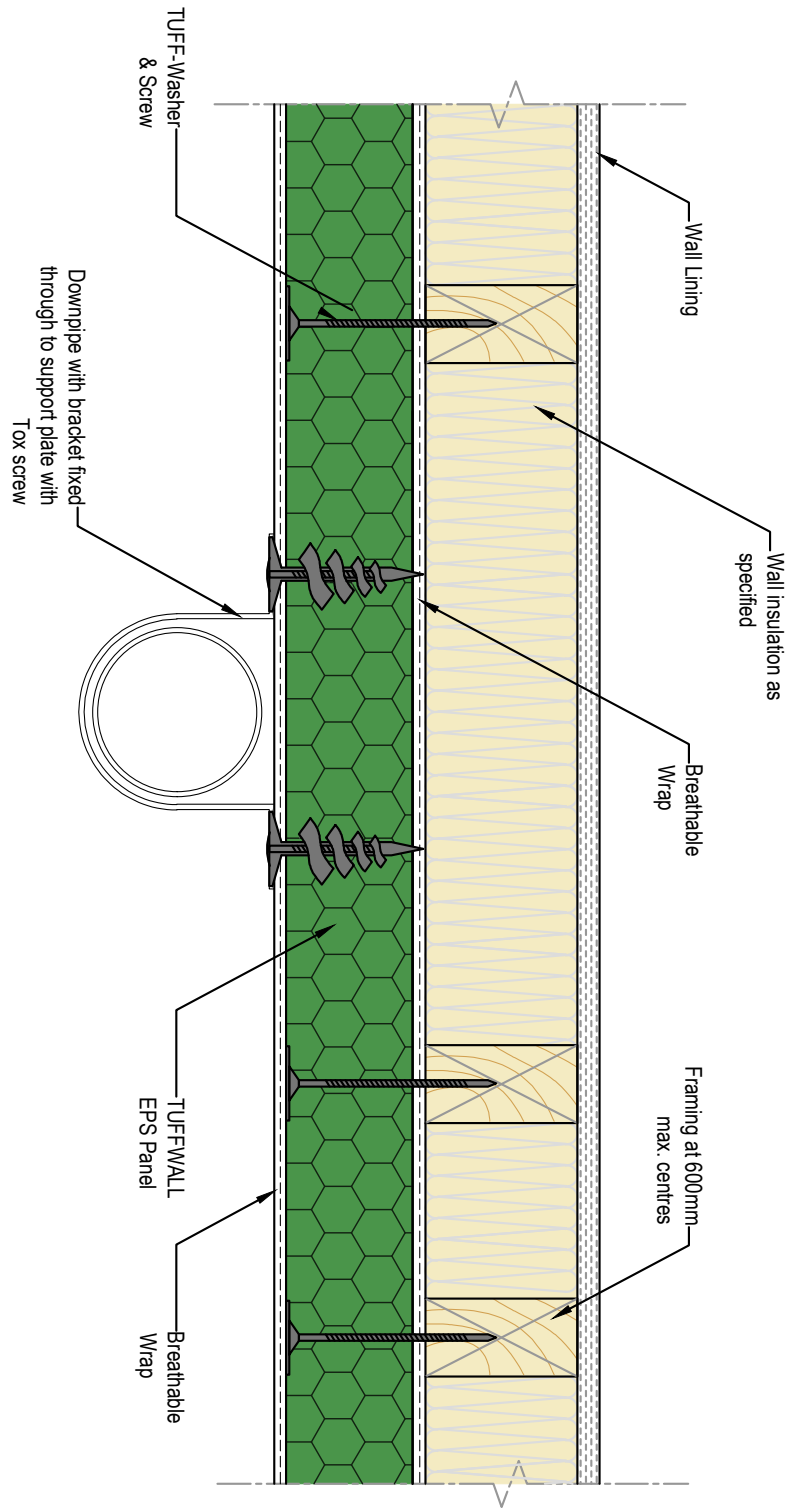 Wall Lining
Wall insulation as
specified
Breathable
Wrap
Framing at 600mm
max. centres
TUFF-Washer
& Screw
Downpipe with bracket fixed
through to support plate with
Tox screw
TUFFWALL
EPS Panel
Breathable
Wrap